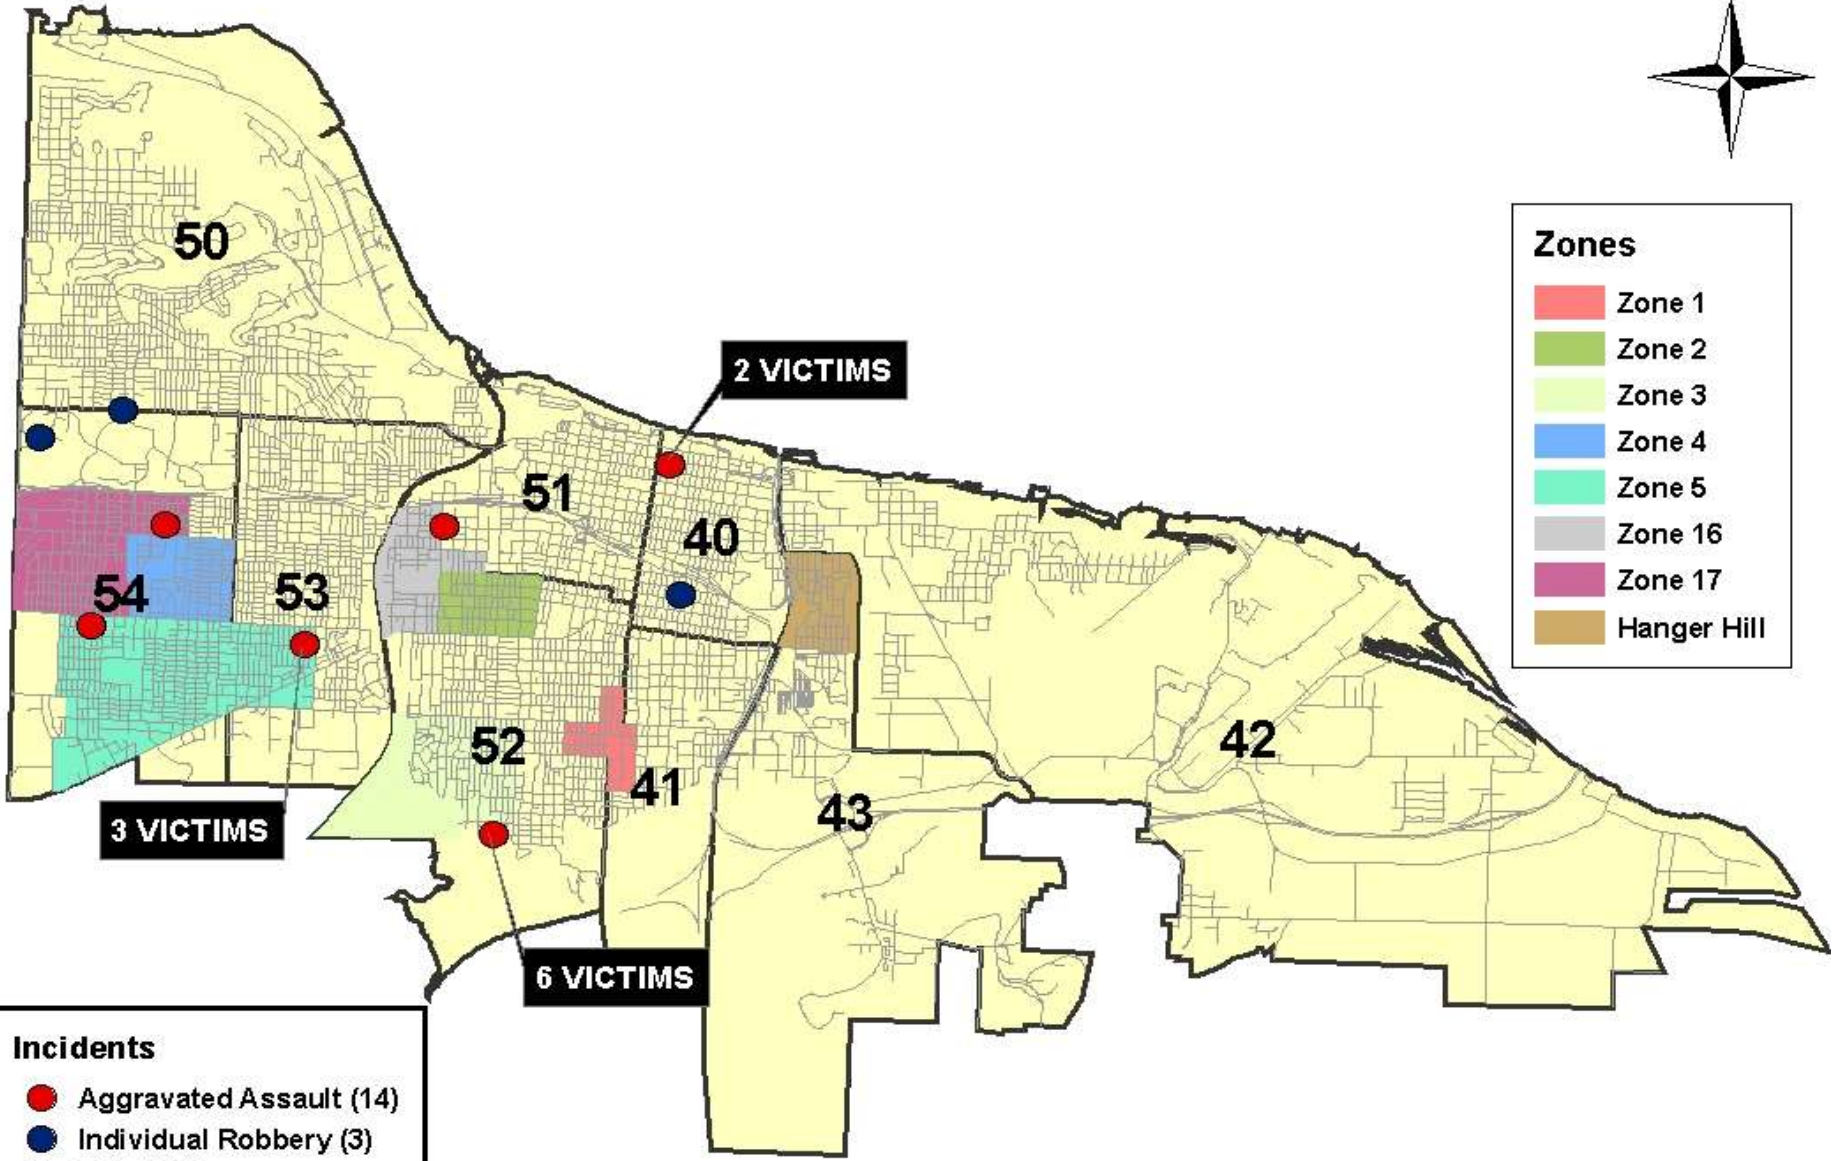 50
2 VICTIMS
51
40
54
53
52
41
42
43
3 VICTIMS
6 VICTIMS
Zones
Zone 1
Zone 2
Zone 3
Zone 4
Zone 5
Zone 16
Zone 17
Hanger Hill
Incidents
Aggravated Assault (14)
Individual Robbery (3)